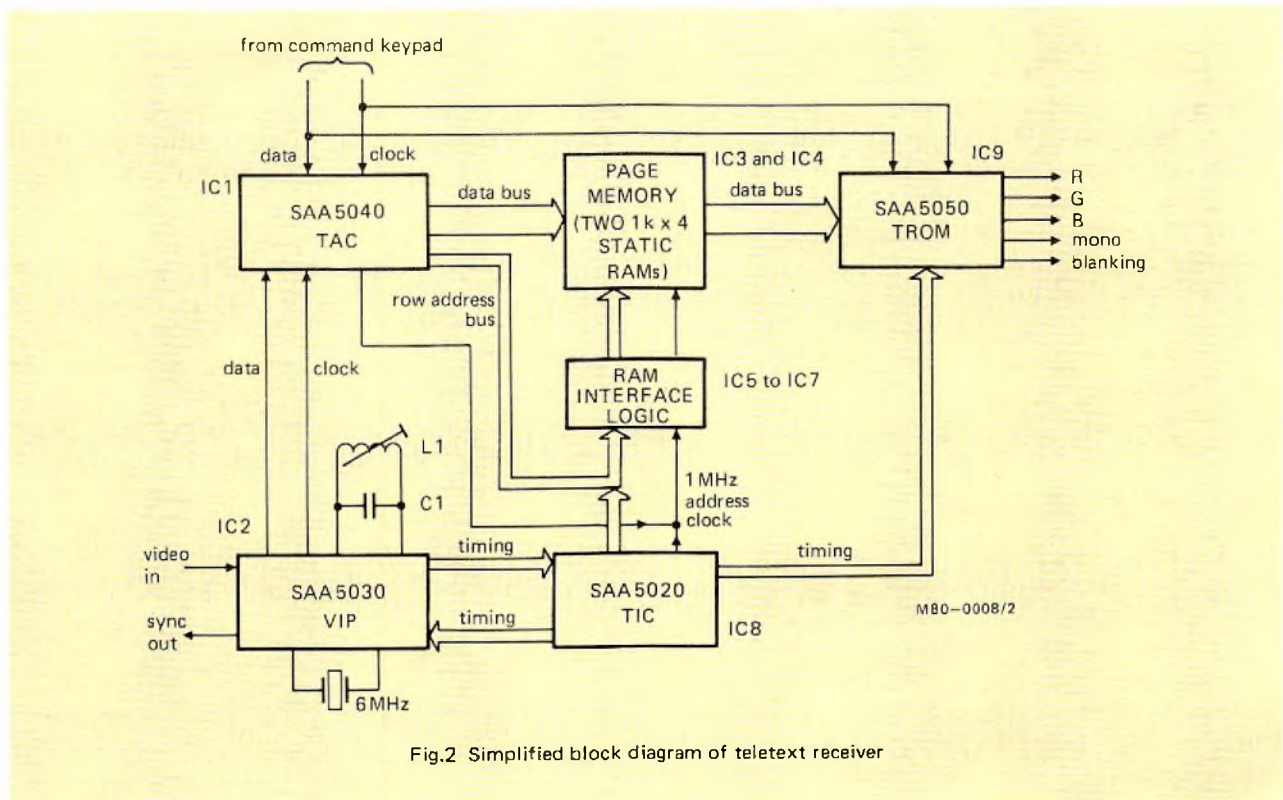 from command keypad
data
clock
IC1
SAA5040
TAC
data bus
PAGE
MEMORY
(TWO 1k x 4
STATIC
RAMs)
IC3 and IC4
data bus
IC9
SAA5050
TROM
R
G
B
mono
blanking
row address
bus
data
clock
RAM
INTERFACE
LOGIC
IC5 to IC7
L1
C1
1 MHz
address
clock
IC2
video
in
sync
out
SAA5030
VIP
timing
timing
SAA5020
TIC
IC8
timing
M80-0008/2
6MHz
Fig.2 Simplified block diagram of teletext receiver